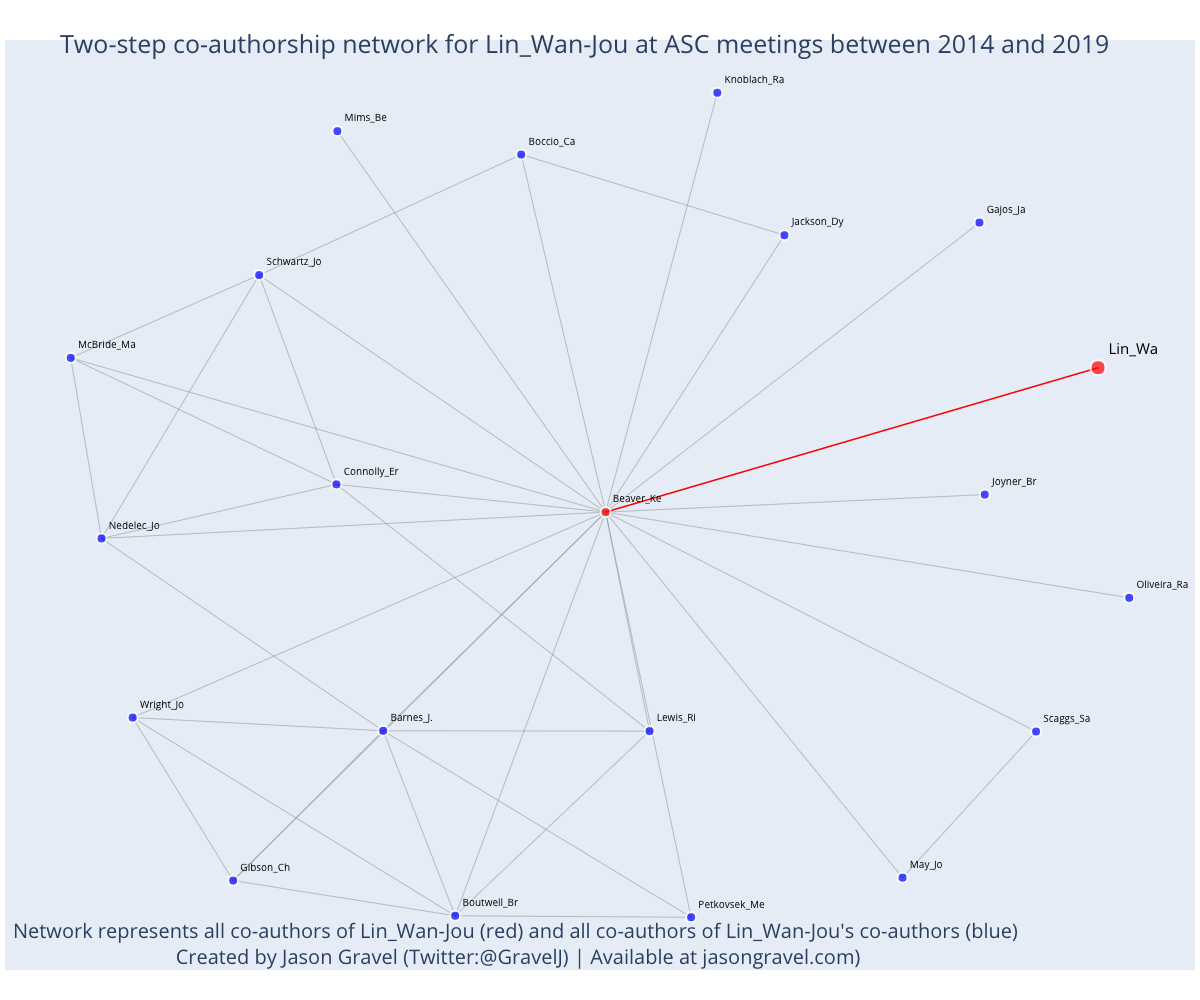 Two-step co-authorship network for Lin_Wan-Jou at ASC meetings between 2014 and 2019
Knoblach_Ra
Mims_Be
Boccio_Ca
Gajos_Ja
Jackson_Dy
Schwartz_Jo
McBride_Ma
Lin_Wa
Connolly_Er
Joyner_Br
Beaver_Ke
Nedelec_Jo
Oliveira_Ra
Wright_Jo
Barnes_J.
Lewis_Ri
Scaggs_Sa
Gibson_Ch
May_Jo
Boutwell_Br
Petkovsek_Me
Network represents all co-authors of Lin_Wan-Jou (red) and all co-authors of Lin_Wan-Jou's co-authors (blue)
Created by Jason Gravel (Twitter:@GravelJ) | Available at jasongravel.com)